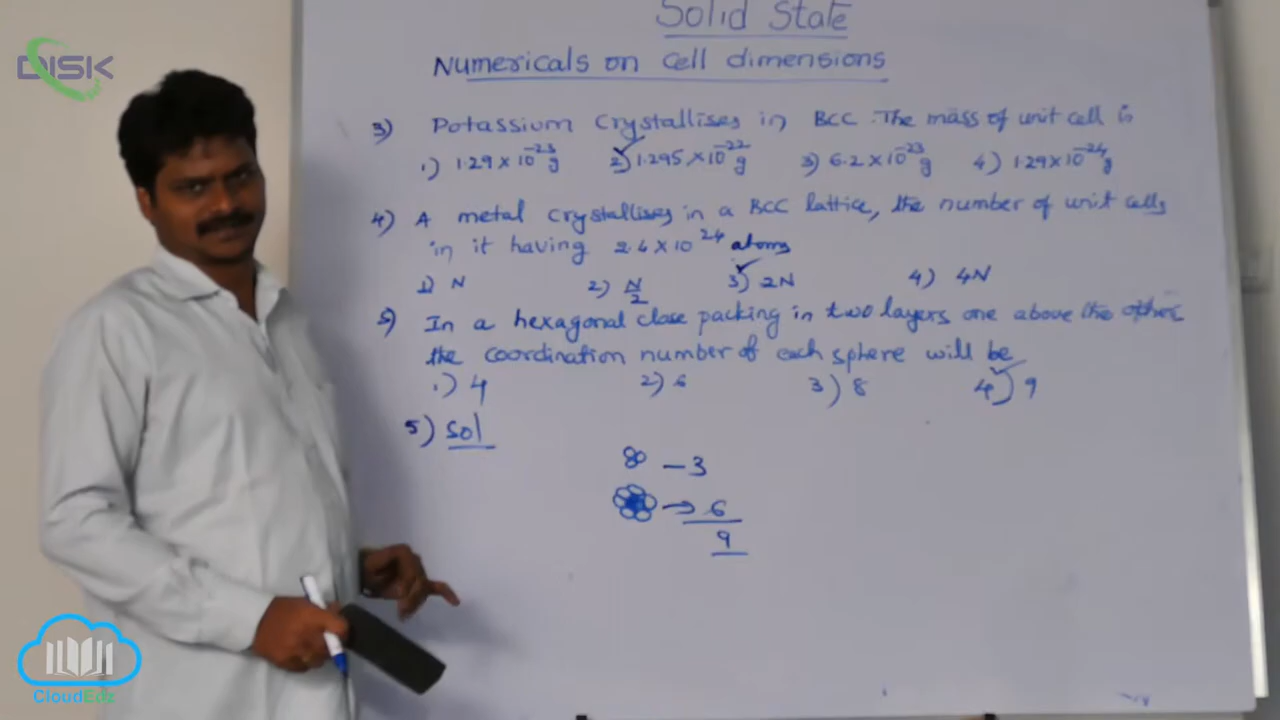 DISK
Solid State
Numericals on cell dimensions
3) Potassium Crystallises in BCC. The mass of unit cell is
1.) 1.29 x 10^-23 g 2) 1.295 x 10^-22 g 3) 6.2 x 10^-23 g 4) 1.29 x 10^-24 g
4) A metal crystallises in a BCC lattice, the number of unit cells
in it having 2.4 x 10^24 atoms
1) N 2) N/2 3) 2N 4) 4N
5) In a hexagonal close packing in two layers one above the other
the coordination number of each sphere will be
1.) 4 2) 6 3) 8 4) 9
5) Sol
– 3
→ 6
9
CloudEdz